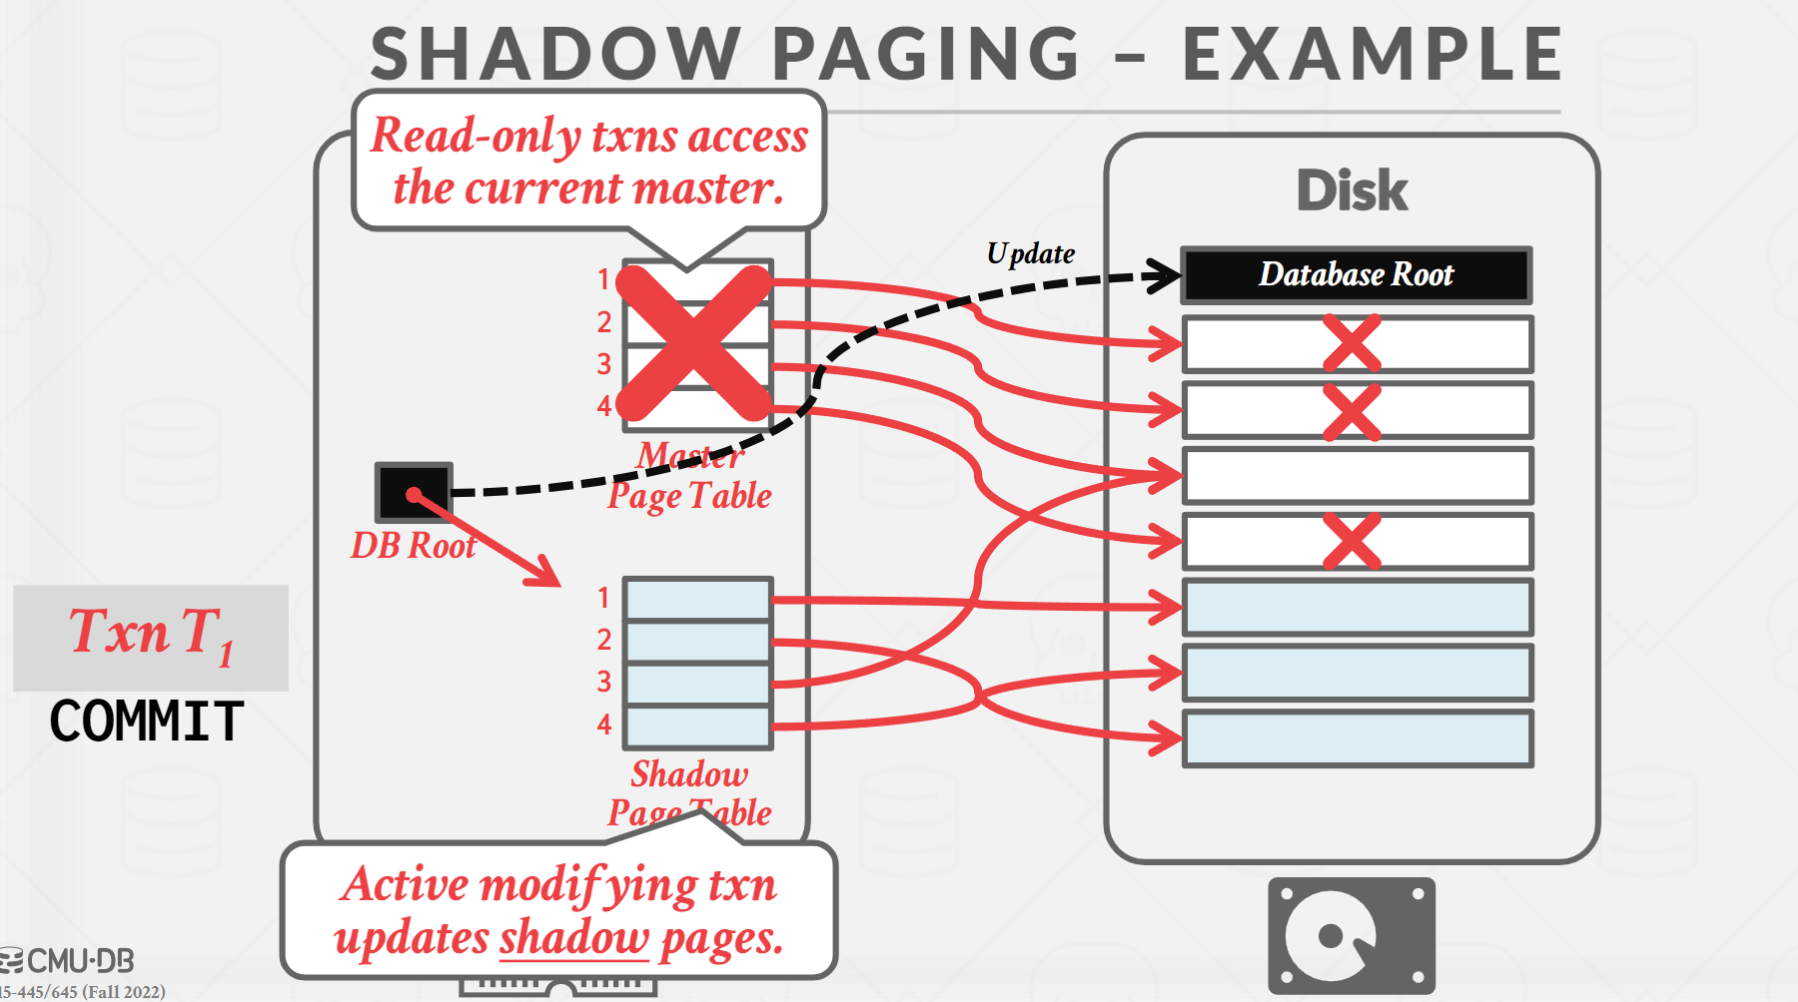 SHADOW PAGING – EXAMPLE
Read-only txns access
the current master.
Disk
Update
Database Root
1
2
3
4
Master
Page Table
DB Root
Txn T1
COMMIT
1
2
3
4
Shadow
Page Table
Active modifying txn
updates shadow pages.
CMU·DB
15-445/645 (Fall 2022)